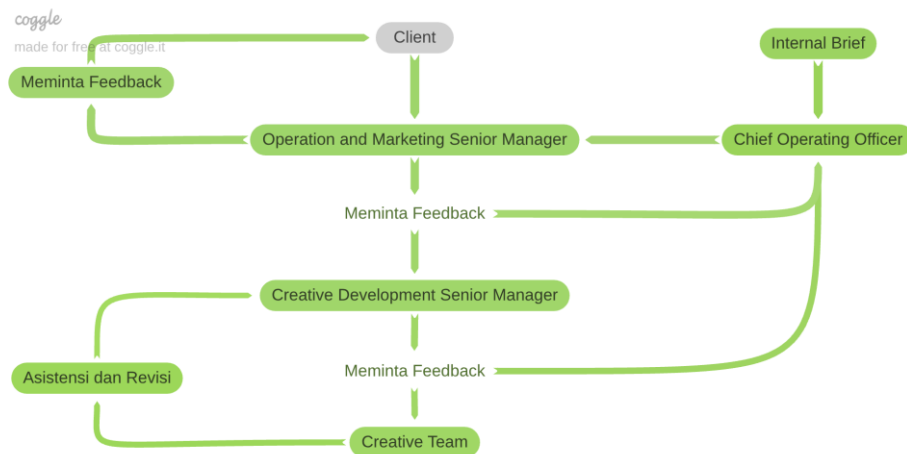 coggle
made for free at coggle.it
Client
Internal Brief
Meminta Feedback
Operation and Marketing Senior Manager
Chief Operating Officer
Meminta Feedback
Creative Development Senior Manager
Meminta Feedback
Asistensi dan Revisi
Creative Team